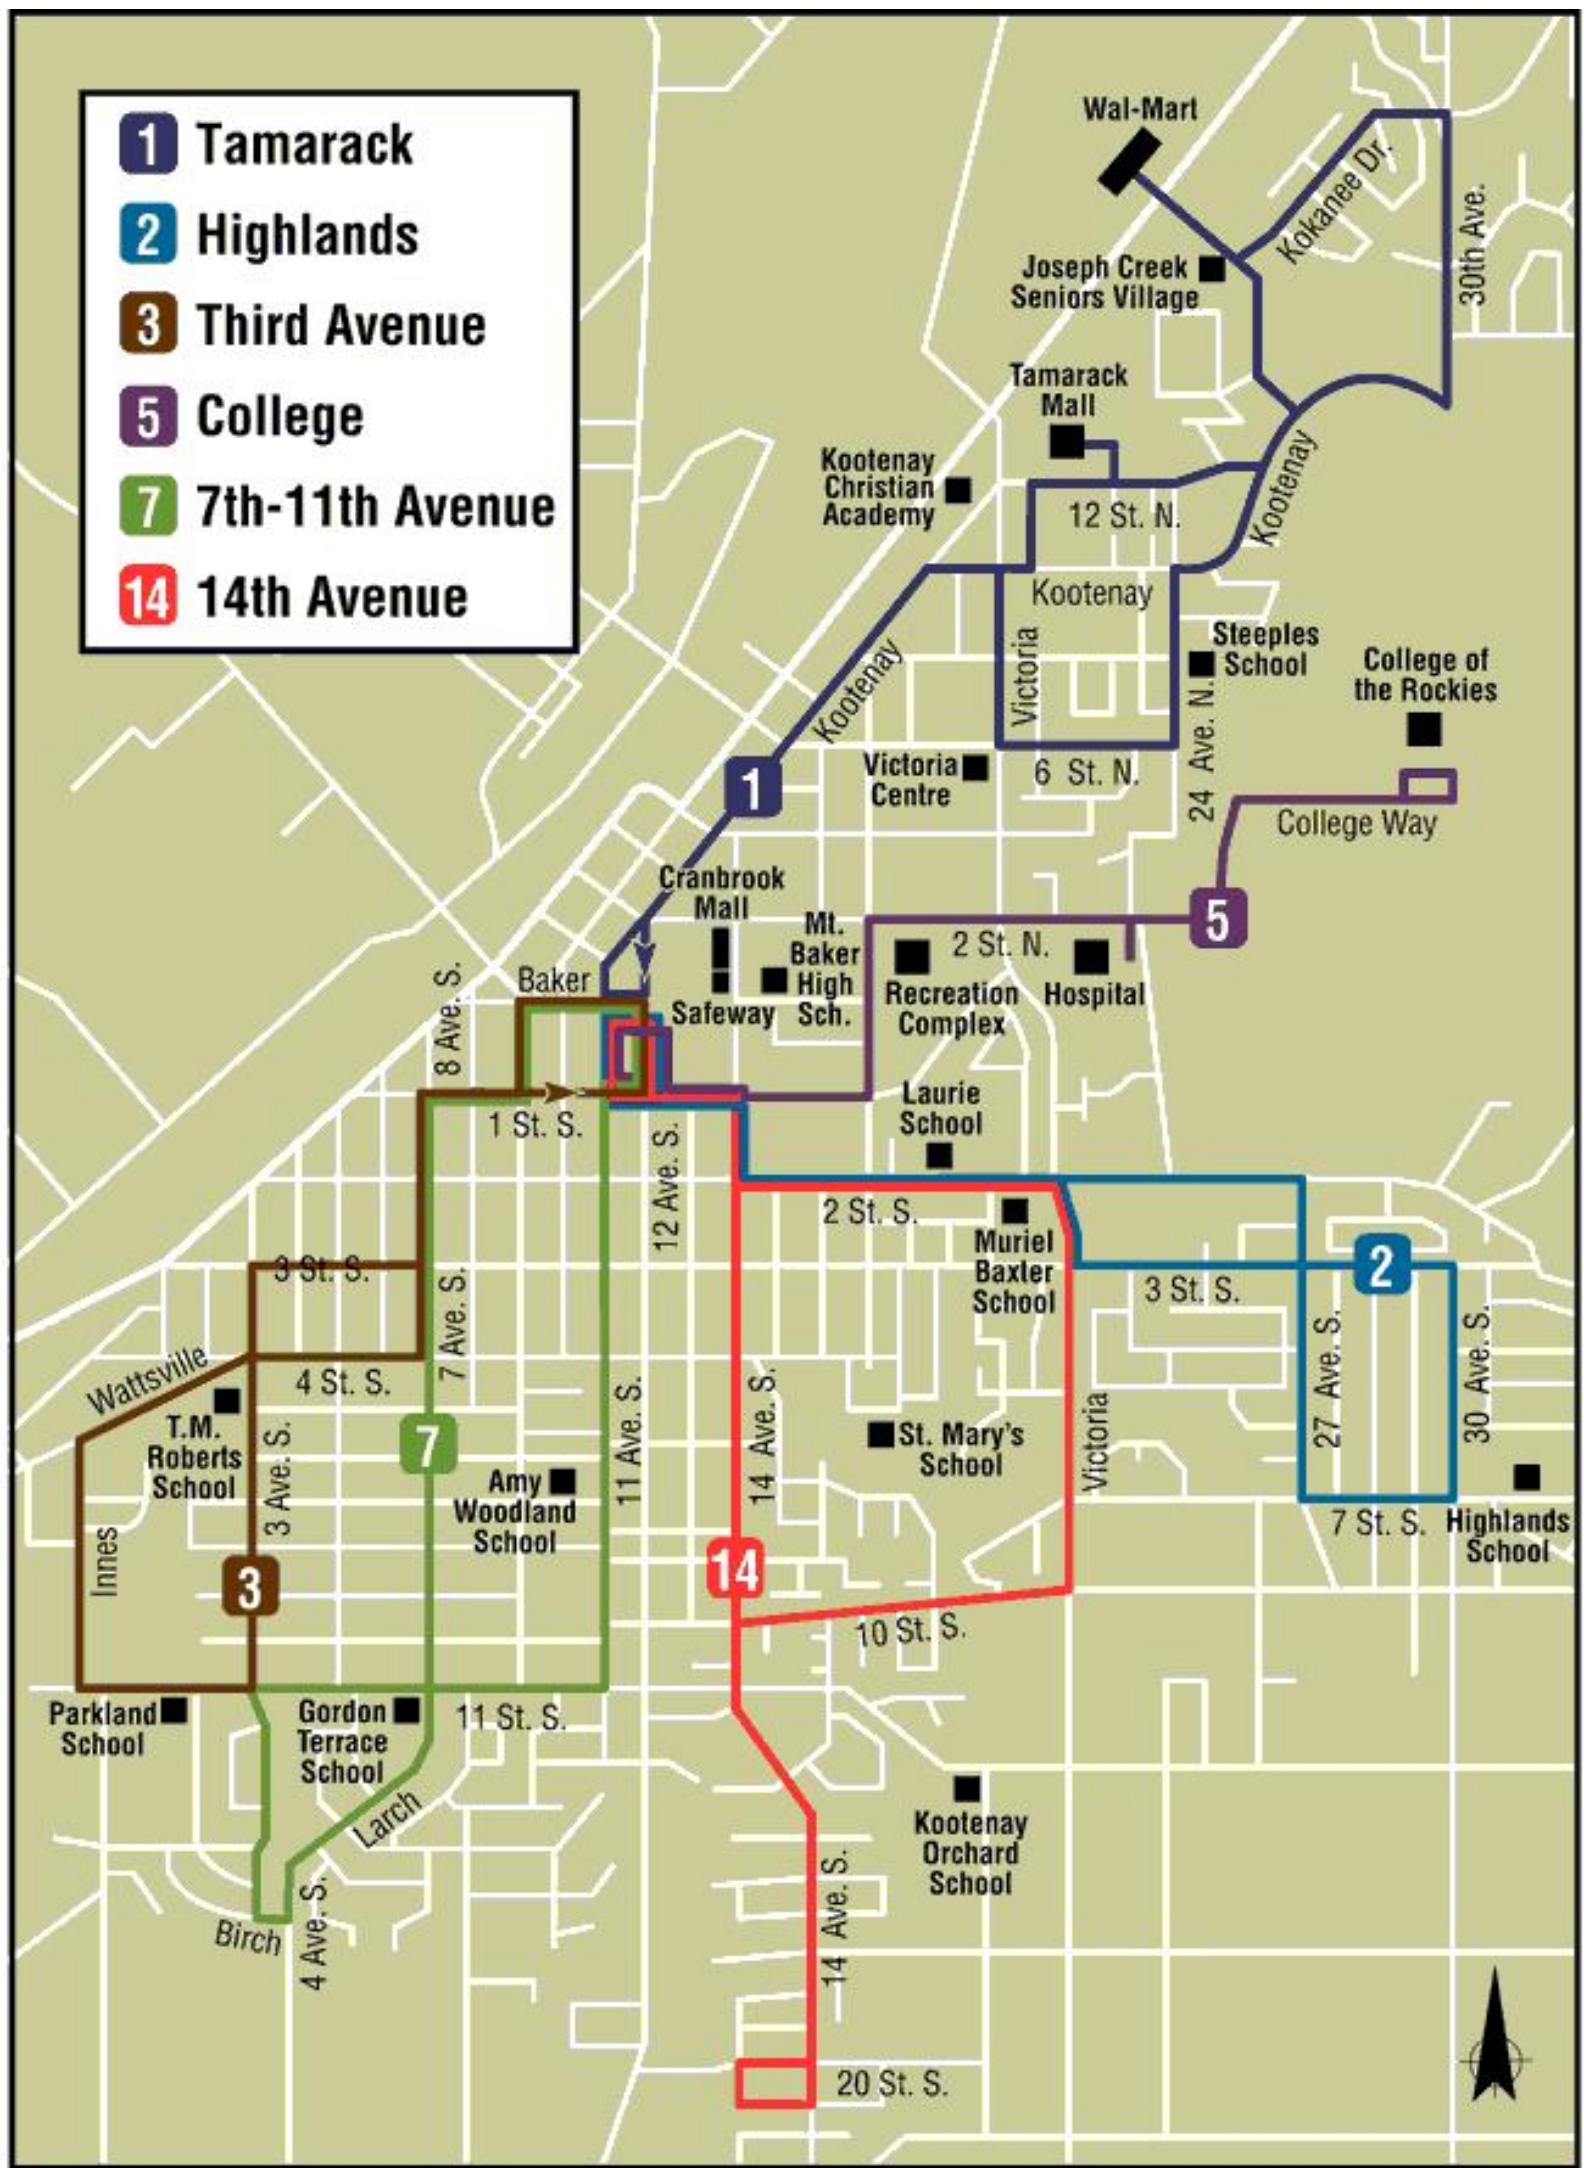 1 Tamarack
2 Highlands
3 Third Avenue
5 College
7 7th-11th Avenue
14 14th Avenue
Wal-Mart
Kokanee Dr.
30th Ave.
Joseph Creek
Seniors Village
Tamarack
Mall
Kootenay
Kootenay
Christian
Academy
12 St. N.
Kootenay
Kootenay
Victoria
Steeples
School
College of
the Rockies
1
Victoria
Centre
6 St. N.
24 Ave. N.
College Way
Cranbrook
Mall
5
Mt.
Baker
High
Sch.
2 St. N.
Baker
Safeway
Recreation
Complex
Hospital
8 Ave. S.
1 St. S.
Laurie
School
12 Ave. S.
2 St. S.
Muriel
Baxter
School
2
3 St. S.
3 St. S.
7 Ave. S.
27 Ave. S.
30 Ave. S.
Wattsville
4 St. S.
T.M.
Roberts
School
3 Ave. S.
7
11 Ave. S.
14 Ave. S.
St. Mary's
School
Victoria
Amy
Woodland
School
7 St. S.
Highlands
School
Innes
3
14
10 St. S.
Parkland
School
Gordon
Terrace
School
11 St. S.
Larch
Kootenay
Orchard
School
Birch
4 Ave. S.
14 Ave. S.
20 St. S.